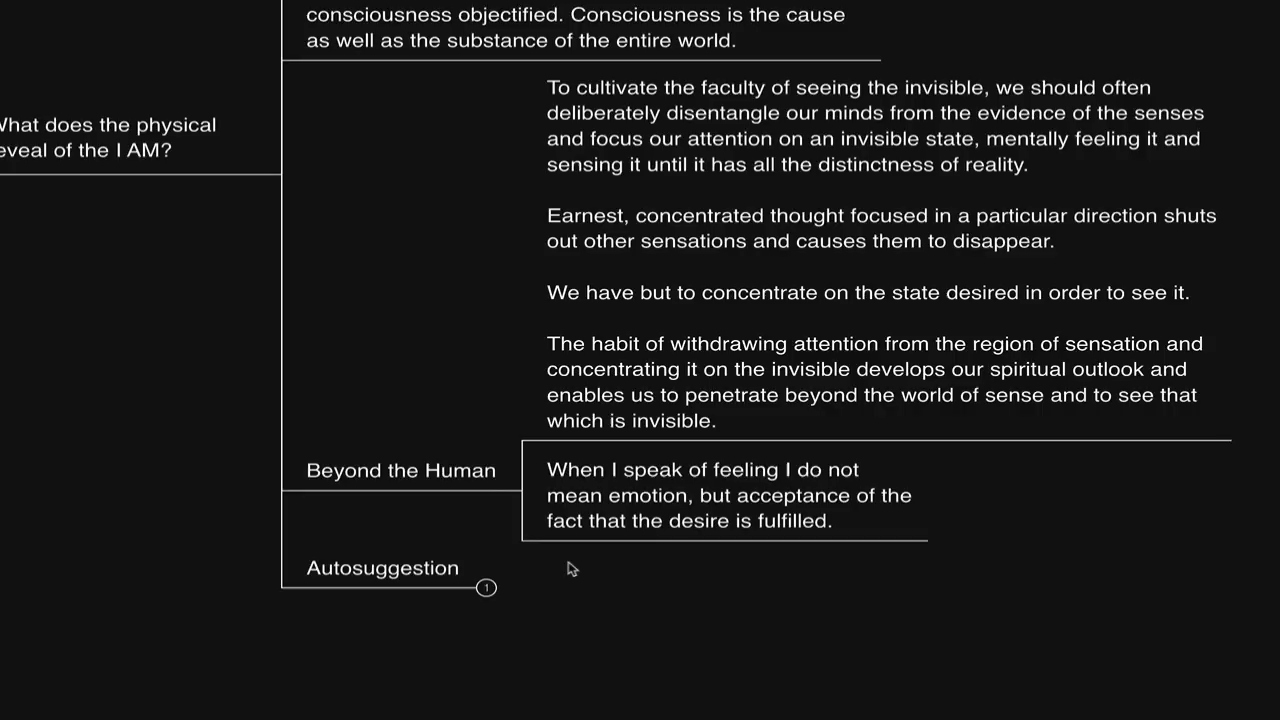 consciousness objectified. Consciousness is the cause
as well as the substance of the entire world.
What does the physical
eveal of the I AM?
To cultivate the faculty of seeing the invisible, we should often
deliberately disentangle our minds from the evidence of the senses
and focus our attention on an invisible state, mentally feeling it and
sensing it until it has all the distinctness of reality.
Earnest, concentrated thought focused in a particular direction shuts
out other sensations and causes them to disappear.
We have but to concentrate on the state desired in order to see it.
The habit of withdrawing attention from the region of sensation and
concentrating it on the invisible develops our spiritual outlook and
enables us to penetrate beyond the world of sense and to see that
which is invisible.
Beyond the Human
When I speak of feeling I do not
mean emotion, but acceptance of the
fact that the desire is fulfilled.
Autosuggestion
1